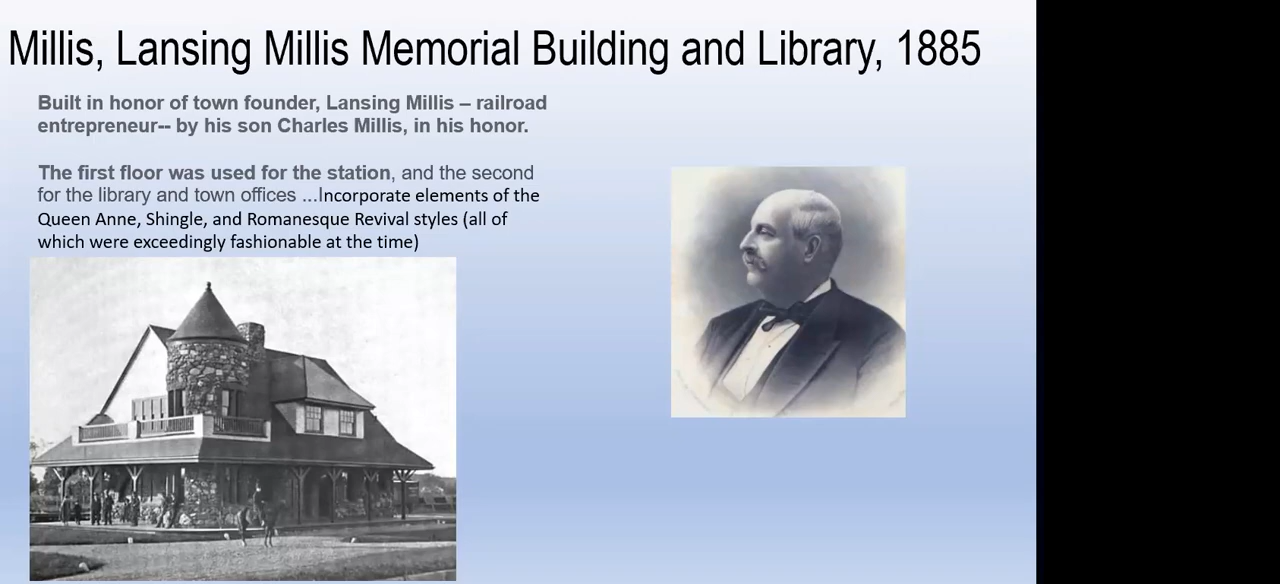 Millis, Lansing Millis Memorial Building and Library, 1885
Built in honor of town founder, Lansing Millis – railroad
entrepreneur-- by his son Charles Millis, in his honor.
The first floor was used for the station, and the second
for the library and town offices ...Incorporate elements of the
Queen Anne, Shingle, and Romanesque Revival styles (all of
which were exceedingly fashionable at the time)